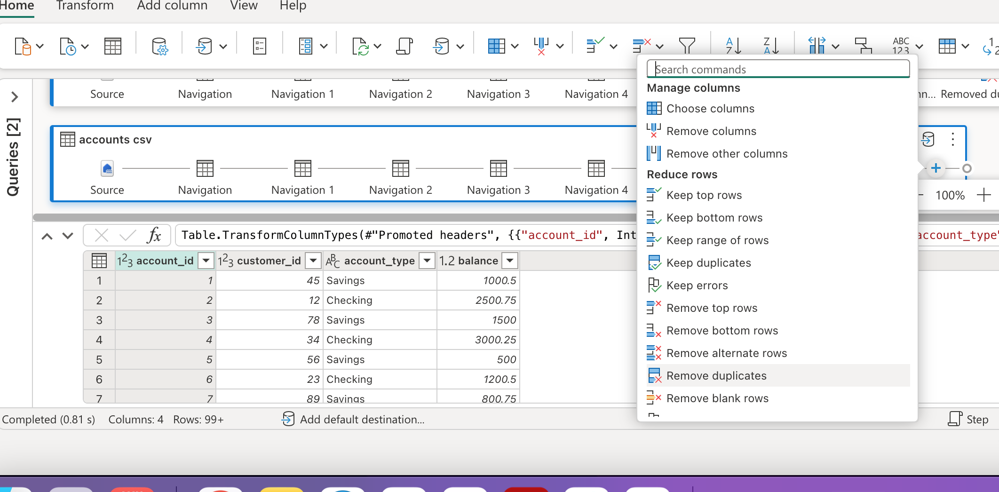 Home Transform Add column View Help
Source Navigation Navigation 1 Navigation 2 Navigation 3 Navigation 4 Removed
accounts csv
Source Navigation Navigation 1 Navigation 2 Navigation 3 Navigation 4
Queries [2]
Search commands
Manage columns
Choose columns
Remove columns
Remove other columns
Reduce rows
Keep top rows
Keep bottom rows
Keep range of rows
Keep duplicates
Keep errors
Remove top rows
Remove bottom rows
Remove alternate rows
Remove duplicates
Remove blank rows
100%
fx Table.TransformColumnTypes(#"Promoted headers", {{"account_id", Int account_type"
123 account_id 123 customer_id ABC account_type 1.2 balance
1 1 45 Savings 1000.5
2 2 12 Checking 2500.75
3 3 78 Savings 1500
4 4 34 Checking 3000.25
5 5 56 Savings 500
6 6 23 Checking 1200.5
7 7 89 Savings 800.75
Completed (0.81 s) Columns: 4 Rows: 99+ Add default destination... Step